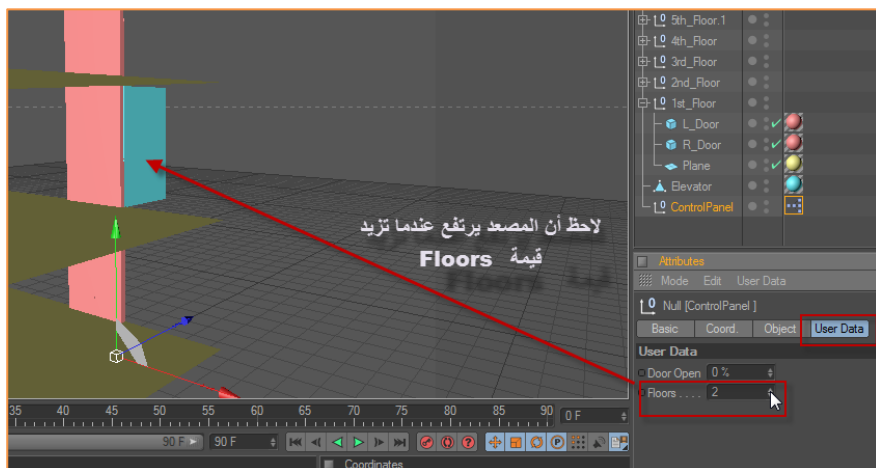 5th_Floor.1
4th_Floor
3rd_Floor
2nd_Floor
1st_Floor
L_Door
R_Door
Plane
Elevator
ControlPanel
لاحظ أن المصعد يرتفع عندما تزيد
قيمة Floors
Attributes
Mode Edit User Data
Null [ControlPanel ]
Basic Coord. Object User Data
User Data
Door Open 0 %
Floors . . . . 2
35 40 45 50 55 60 65 70 75 80 85 90 0 F
90 F 90 F
Coordinates